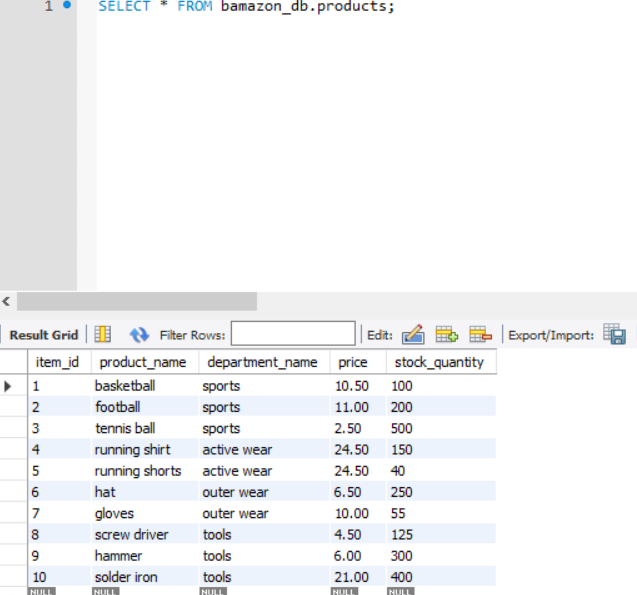 1 SELECT * FROM bamazon_db.products;
Result Grid Filter Rows: Edit: Export/Import:
item_id product_name department_name price stock_quantity
1 basketball sports 10.50 100
2 football sports 11.00 200
3 tennis ball sports 2.50 500
4 running shirt active wear 24.50 150
5 running shorts active wear 24.50 40
6 hat outer wear 6.50 250
7 gloves outer wear 10.00 55
8 screw driver tools 4.50 125
9 hammer tools 6.00 300
10 solder iron tools 21.00 400
NULL NULL NULL NULL NULL